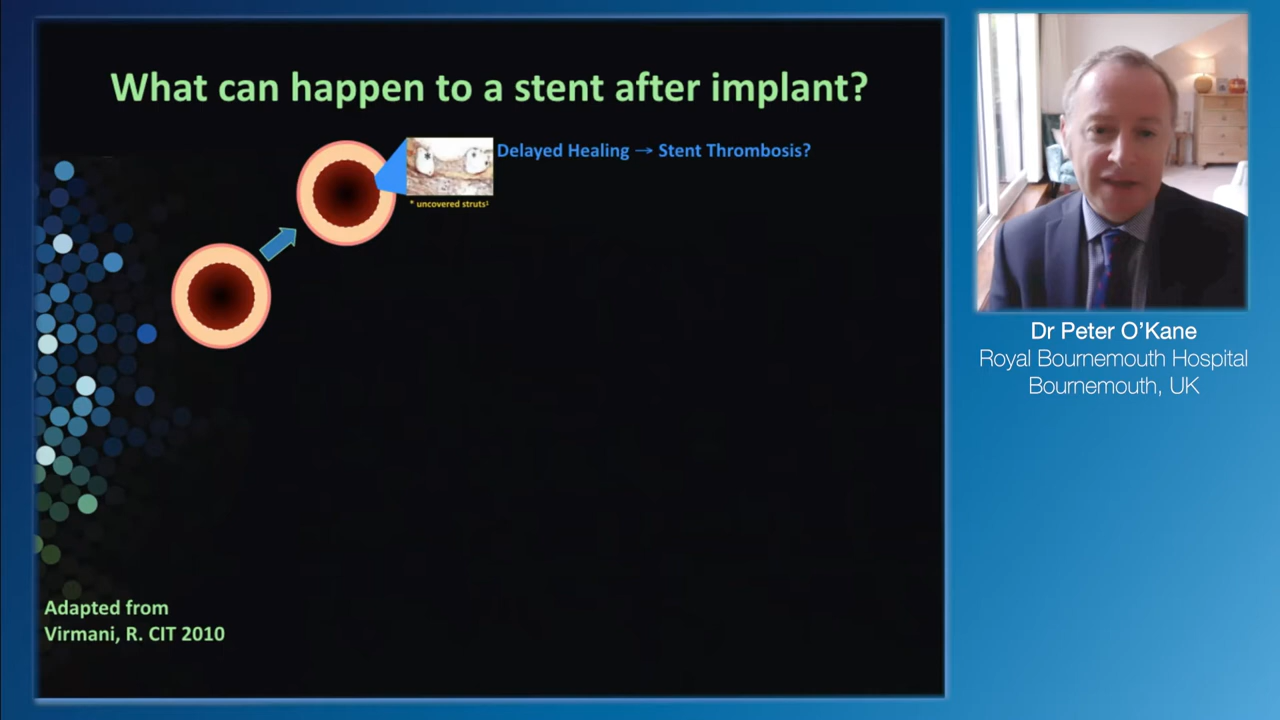 What can happen to a stent after implant?
Delayed Healing → Stent Thrombosis?
* uncovered struts¹
Adapted from
Virmani, R. CIT 2010
Dr Peter O'Kane
Royal Bournemouth Hospital
Bournemouth, UK